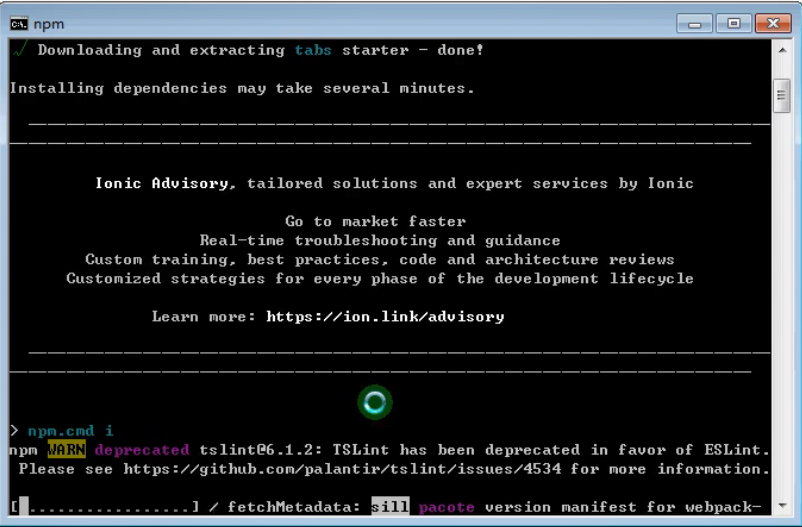 npm
√ Downloading and extracting tabs starter - done!
Installing dependencies may take several minutes.
Ionic Advisory, tailored solutions and expert services by Ionic
Go to market faster
Real-time troubleshooting and guidance
Custom training, best practices, code and architecture reviews
Customized strategies for every phase of the development lifecycle
Learn more: https://ion.link/advisory
> npm.cmd i
npm WARN deprecated tslint@6.1.2: TSLint has been deprecated in favor of ESLint.
Please see https://github.com/palantir/tslint/issues/4534 for more information.
[ .................] / fetchMetadata: sill pacote version manifest for webpack-